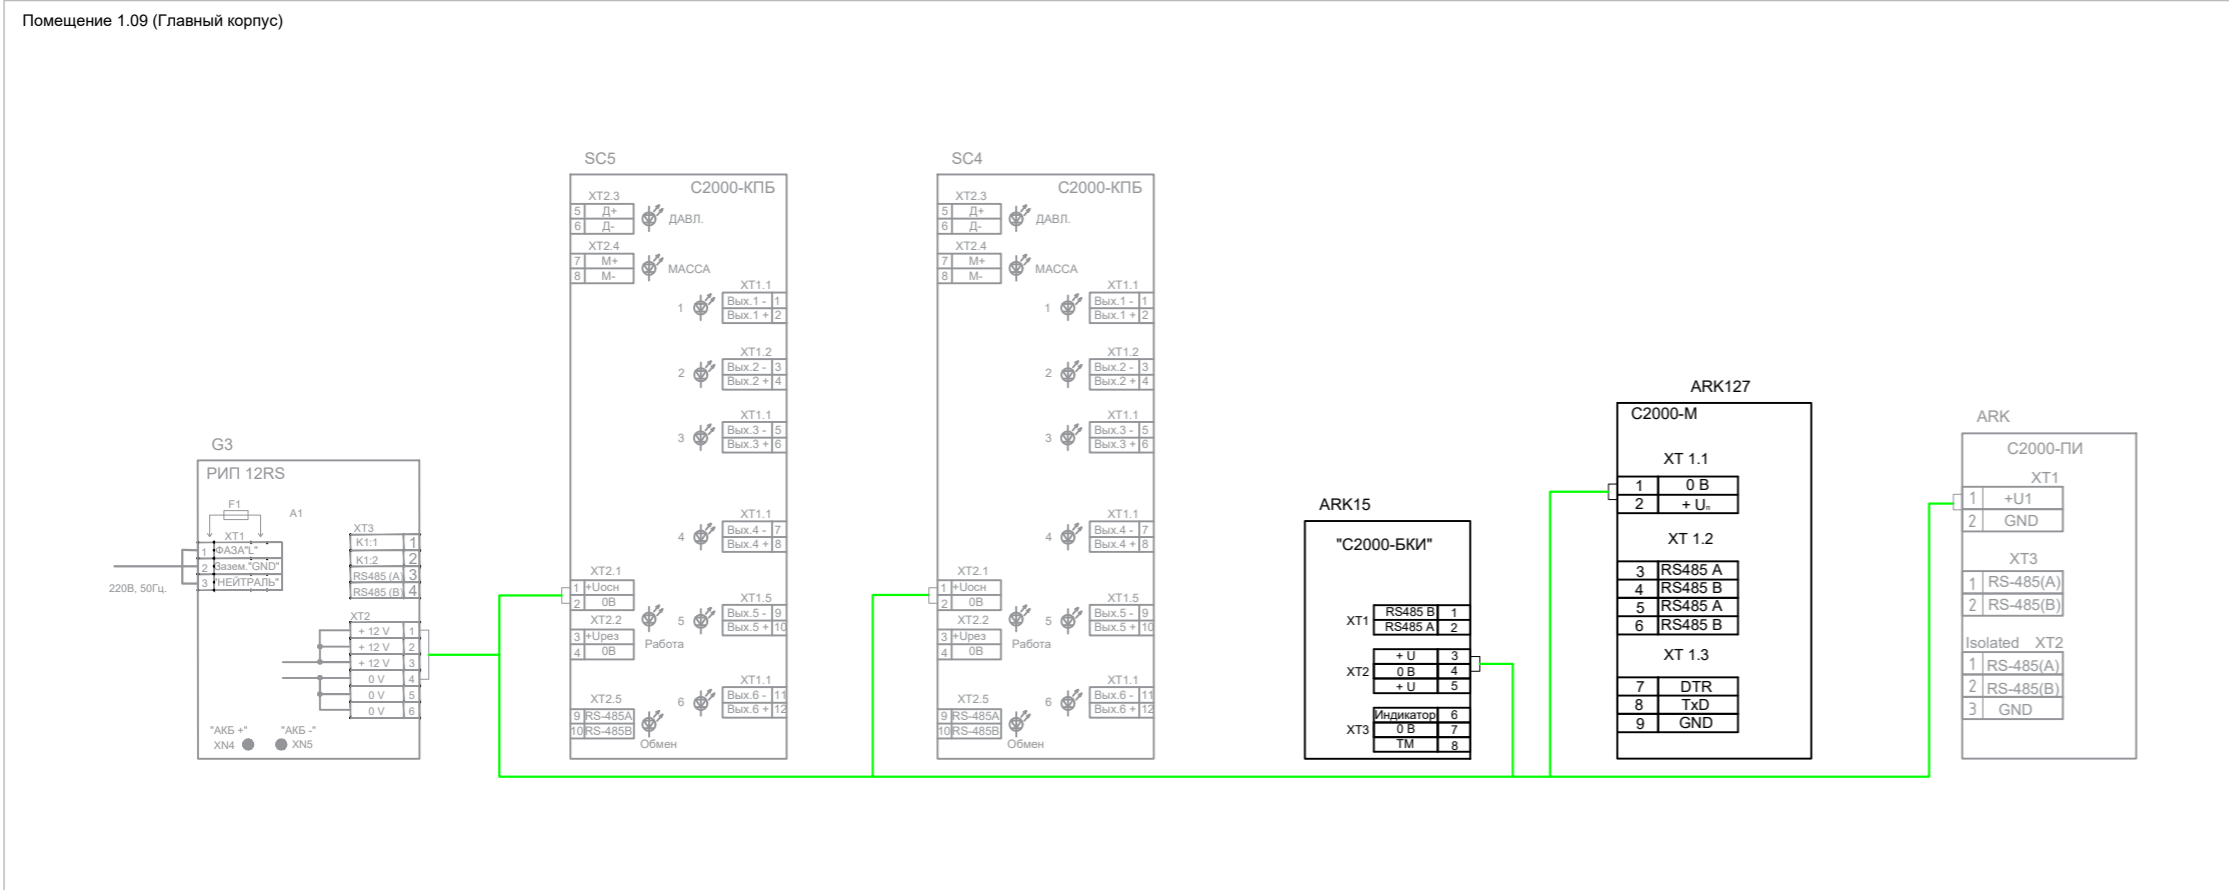 Помещение 1.09 (Главный корпус)
G3
РИП 12RS
F1
A1
XT1
1 ФАЗА"L"
2 Зазем."GND"
3 "НЕЙТРАЛЬ"
220В, 50Гц.
XT3
K1:1 1
K1:2 2
RS485 (A) 3
RS485 (B) 4
XT2
+ 12 V 1
+ 12 V 2
+ 12 V 3
0 V 4
0 V 5
0 V 6
"АКБ +" "АКБ -"
XN4 XN5
SC5
С2000-КПБ
XT2.3
5 Д+
6 Д-
ДАВЛ.
XT2.4
7 М+
8 М-
МАССА
XT1.1
1 Вых.1 - 1
Вых.1 + 2
XT1.2
2 Вых.2 - 3
Вых.2 + 4
XT1.1
3 Вых.3 - 5
Вых.3 + 6
XT1.1
4 Вых.4 - 7
Вых.4 + 8
XT2.1
1 +Uосн
2 0В
XT2.2
3 +Uрез
4 0В
Работа
XT1.5
5 Вых.5 - 9
Вых.5 + 10
XT1.1
6 Вых.6 - 11
Вых.6 + 12
XT2.5
9 RS-485A
10 RS-485B
Обмен
SC4
С2000-КПБ
XT2.3
5 Д+
6 Д-
ДАВЛ.
XT2.4
7 М+
8 М-
МАССА
XT1.1
1 Вых.1 - 1
Вых.1 + 2
XT1.2
2 Вых.2 - 3
Вых.2 + 4
XT1.1
3 Вых.3 - 5
Вых.3 + 6
XT1.1
4 Вых.4 - 7
Вых.4 + 8
XT2.1
1 +Uосн
2 0В
XT2.2
3 +Uрез
4 0В
Работа
XT1.5
5 Вых.5 - 9
Вых.5 + 10
XT1.1
6 Вых.6 - 11
Вых.6 + 12
XT2.5
9 RS-485A
10 RS-485B
Обмен
ARK15
"С2000-БКИ"
XT1
RS485 B 1
RS485 A 2
XT2
+ U 3
0 В 4
+ U 5
XT3
Индикатор 6
0 В 7
ТМ 8
ARK127
С2000-М
XT 1.1
1 0 В
2 + Uп
XT 1.2
3 RS485 A
4 RS485 B
5 RS485 A
6 RS485 B
XT 1.3
7 DTR
8 TxD
9 GND
ARK
С2000-ПИ
XT1
1 +U1
2 GND
XT3
1 RS-485(A)
2 RS-485(B)
Isolated XT2
1 RS-485(A)
2 RS-485(B)
3 GND